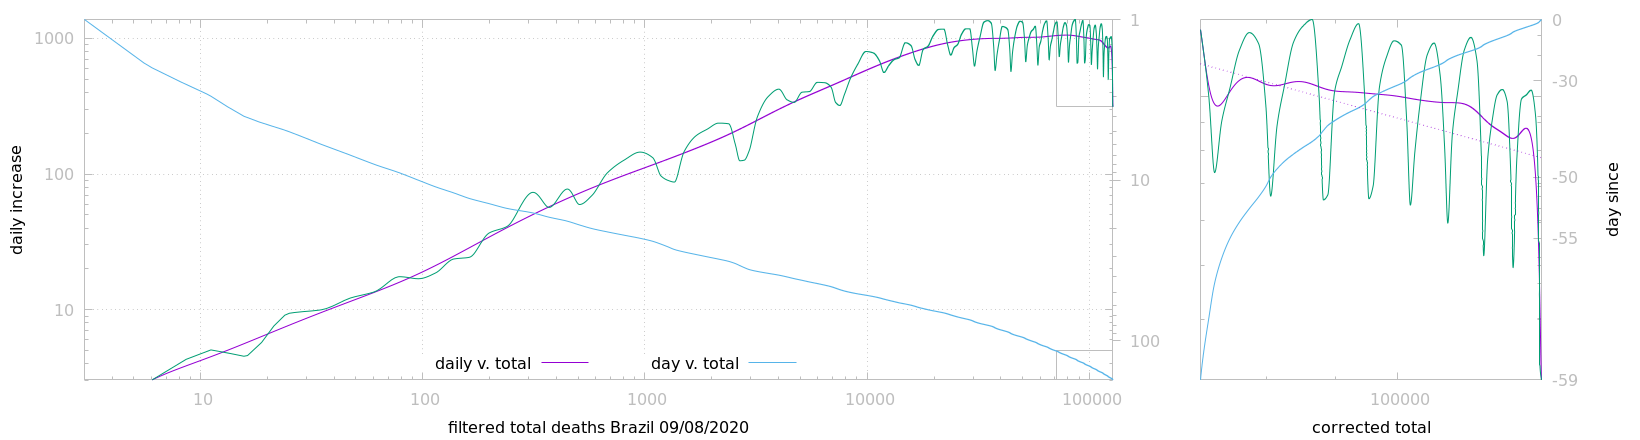 1000
100
10
daily increase
daily v. total
day v. total
10
100
1000
10000
100000
filtered total deaths Brazil 09/08/2020
1
10
100
0
-30
-50
-55
-59
day since
100000
corrected total